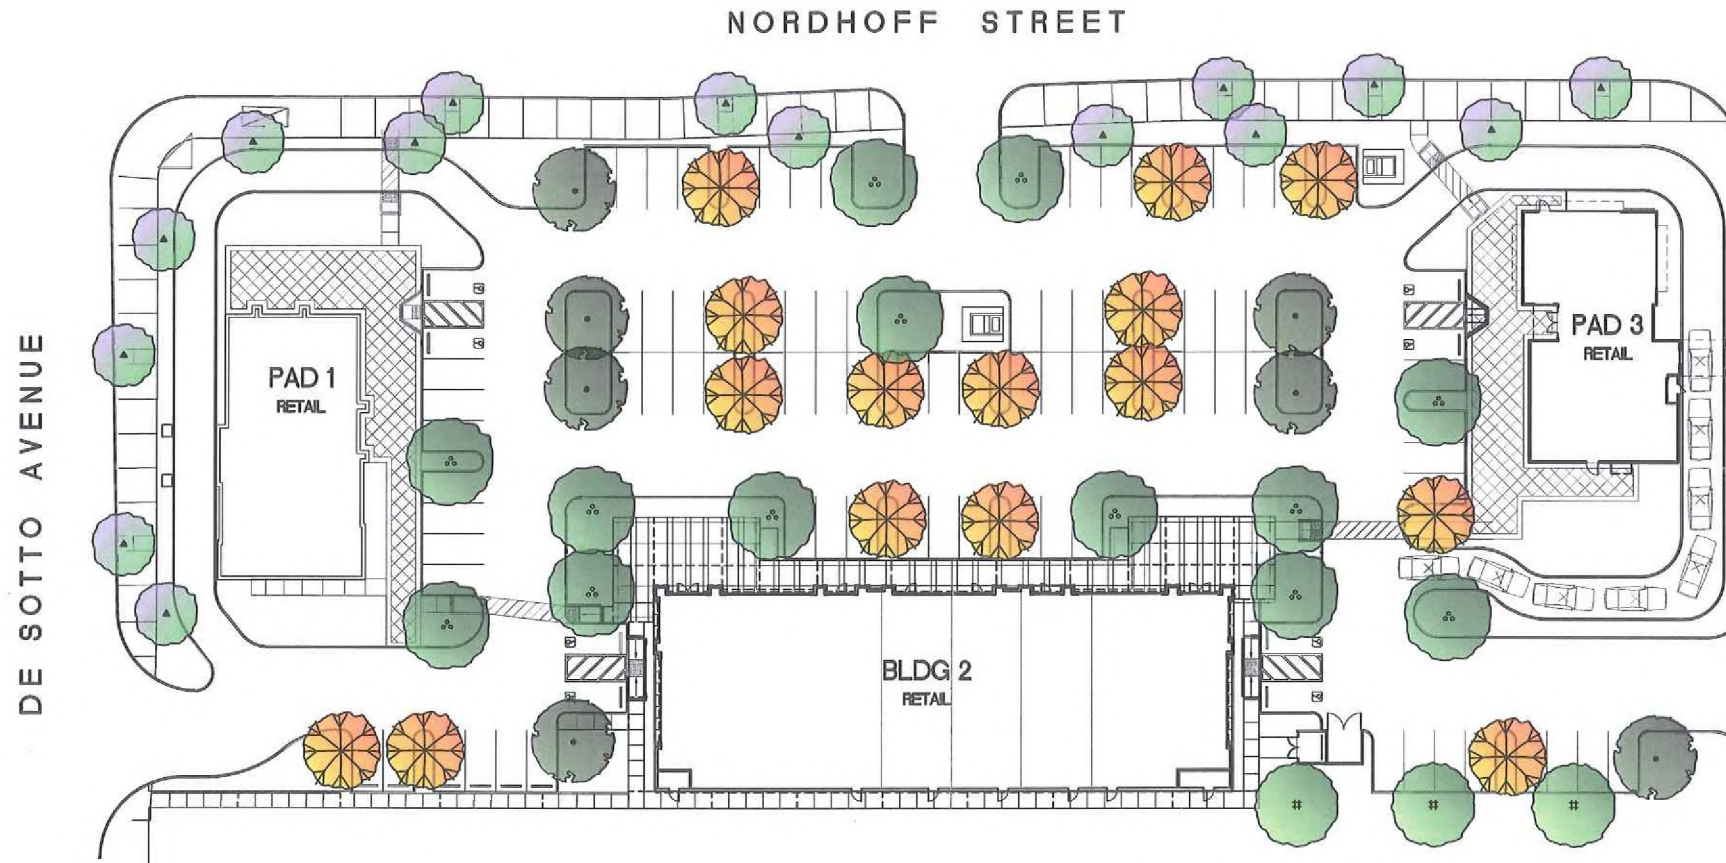 NORDHOFF STREET
DE SOTTO AVENUE
PAD 1
RETAIL
PAD 3
RETAIL
BLDG 2
RETAIL